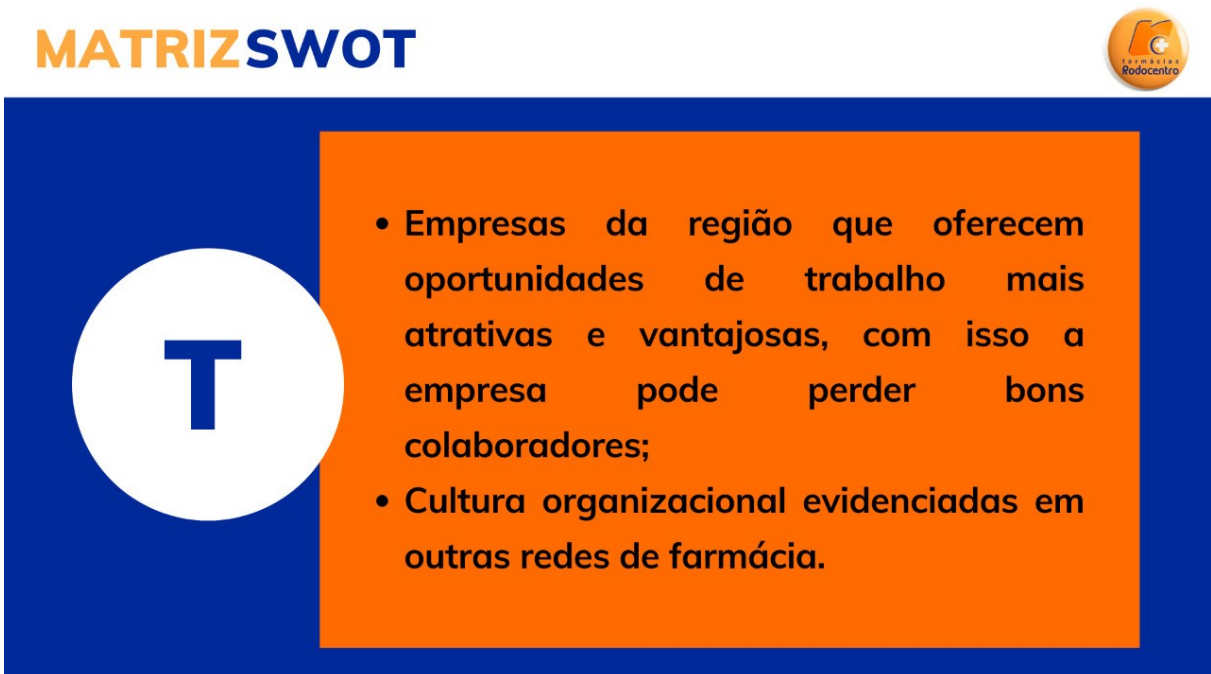 MATRIZ SWOT
farmácias
Rodocentro
T
• Empresas da região que oferecem
oportunidades de trabalho mais
atrativas e vantajosas, com isso a
empresa pode perder bons
colaboradores;
• Cultura organizacional evidenciadas em
outras redes de farmácia.